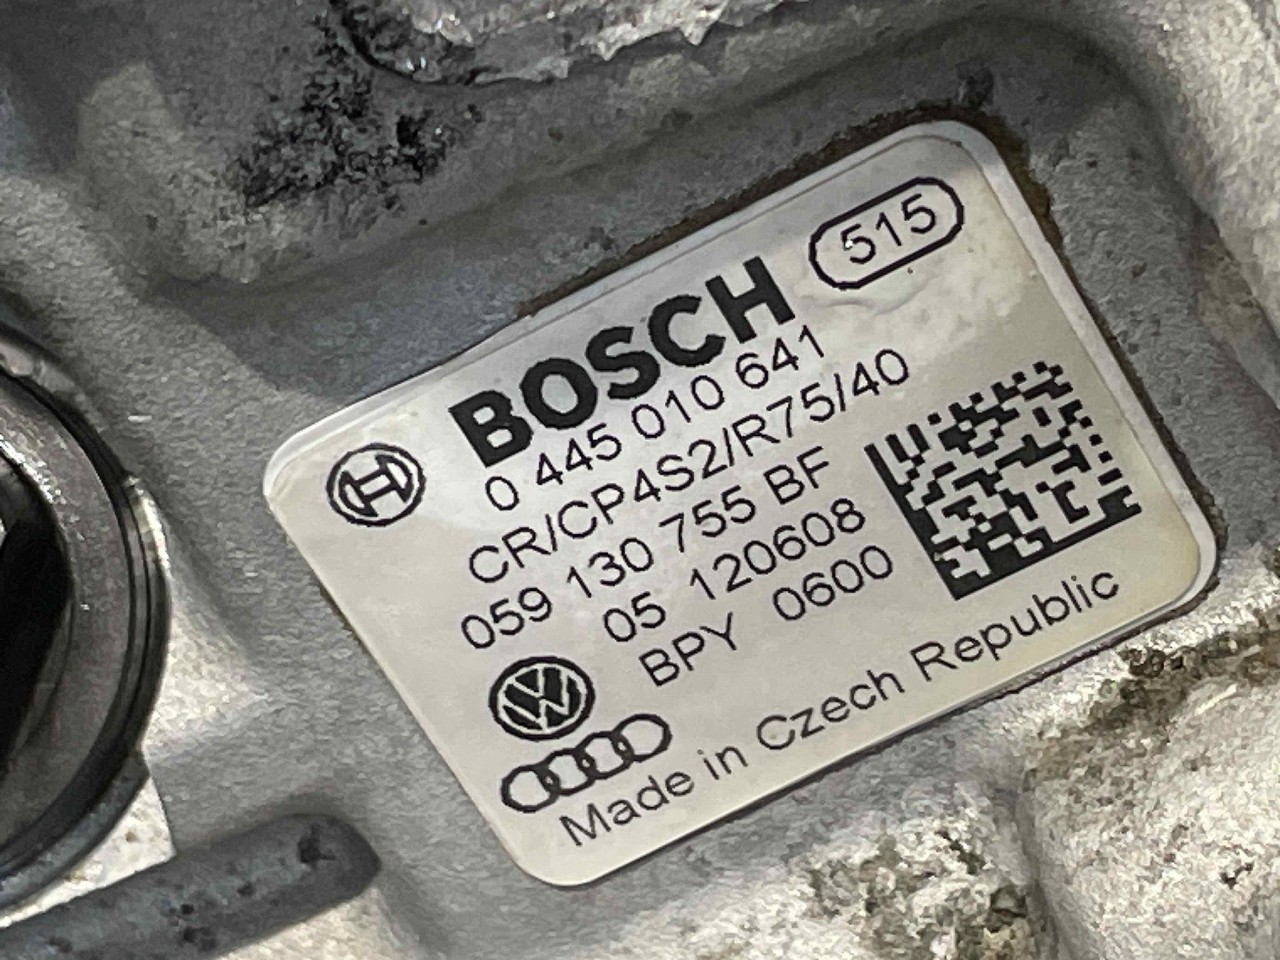 515
BOSCH
0 445 010 641
CR/CP4S2/R75/40
059 130 755 BF
05 120608
BPY 0600
Made in Czech Republic